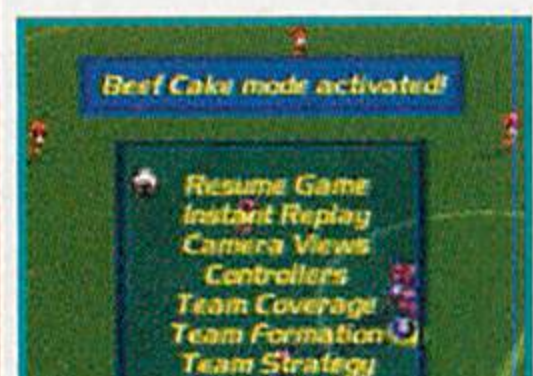 Beef Cake mode activated!
Resume Game
Instant Replay
Camera Views
Controllers
Team Coverage
Team Formation
Team Strategy